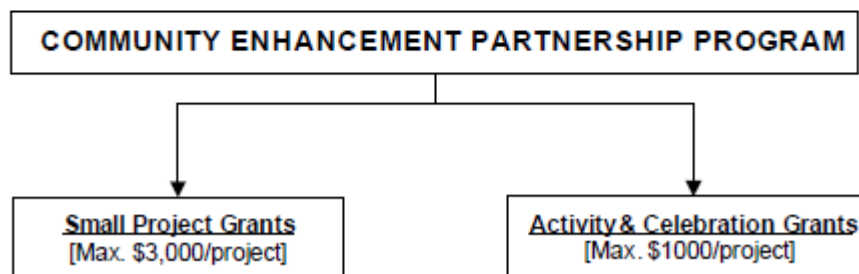 COMMUNITY ENHANCEMENT PARTNERSHIP PROGRAM
Small Project Grants
[Max. $3,000/project]
Activity & Celebration Grants
[Max. $1000/project]